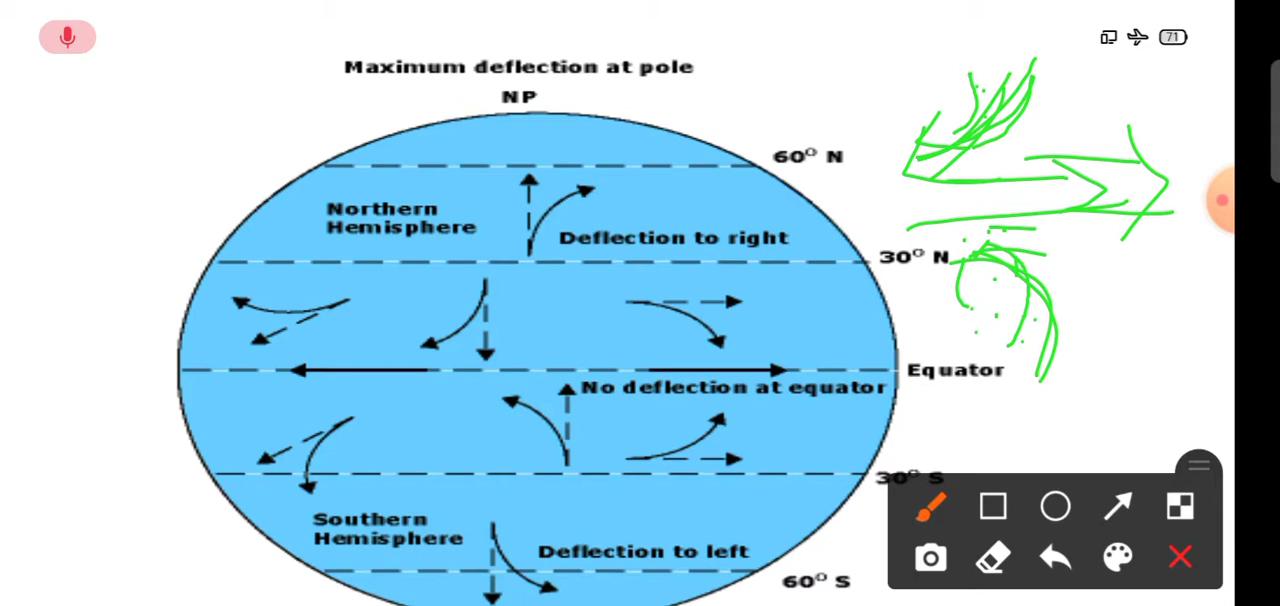 71
Maximum deflection at pole
NP
60° N
Northern
Hemisphere
Deflection to right
30° N
Equator
No deflection at equator
30° S
Southern
Hemisphere
Deflection to left
60° S